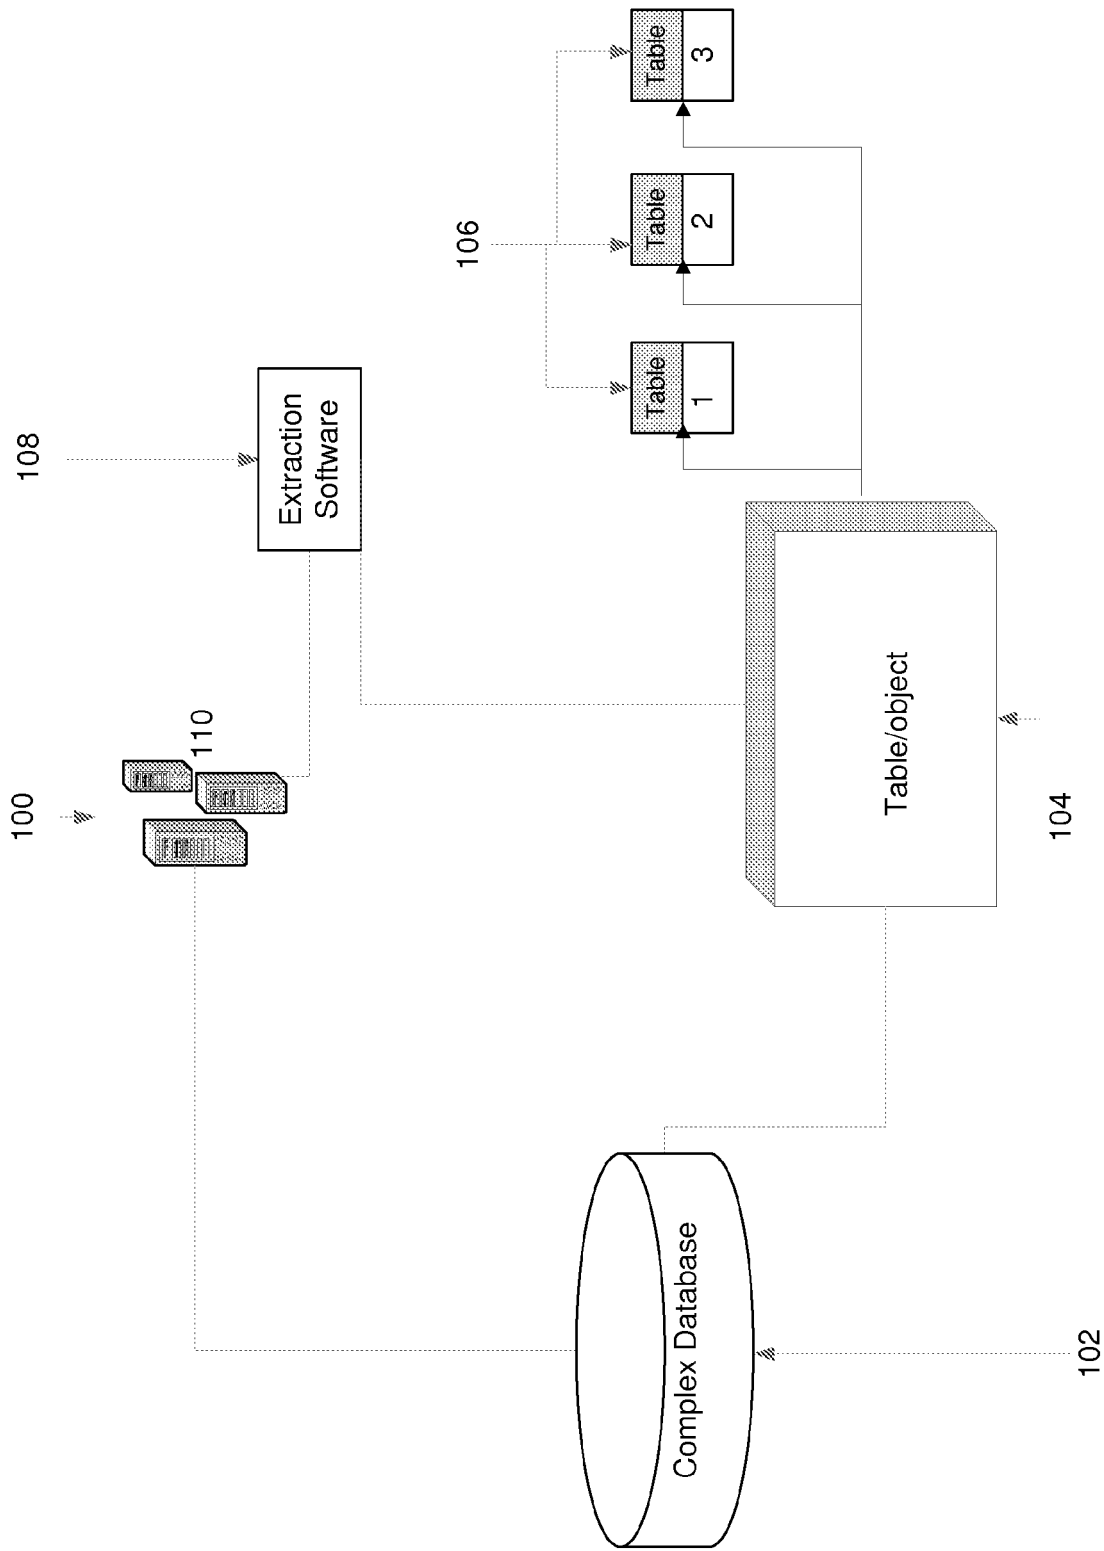 100
110
108
Extraction
Software
106
Table
1
Table
2
Table
3
Complex Database
102
Table/object
104